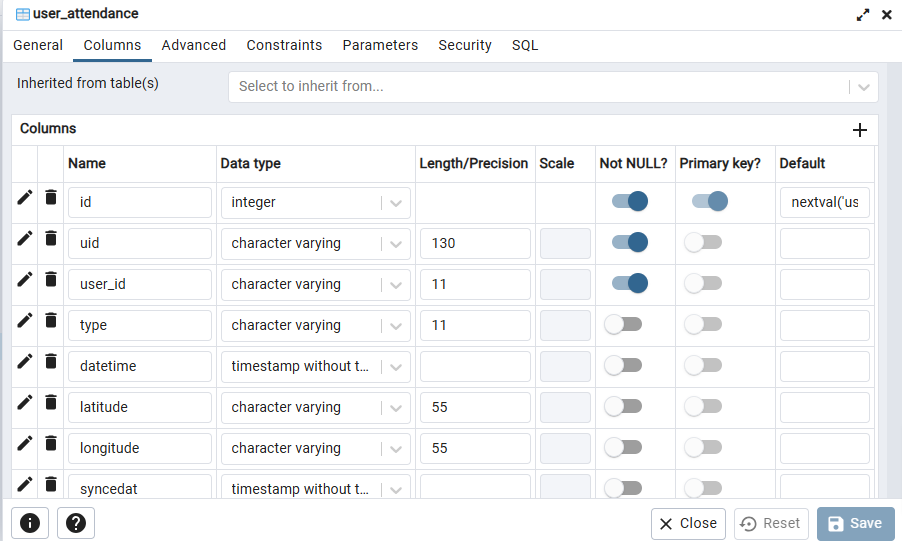 user_attendance
General Columns Advanced Constraints Parameters Security SQL
Inherited from table(s) Select to inherit from...
Columns
Name Data type Length/Precision Scale Not NULL? Primary key? Default
id integer nextval('us
uid character varying 130
user_id character varying 11
type character varying 11
datetime timestamp without t...
latitude character varying 55
longitude character varying 55
syncedat timestamp without t...
Close Reset Save